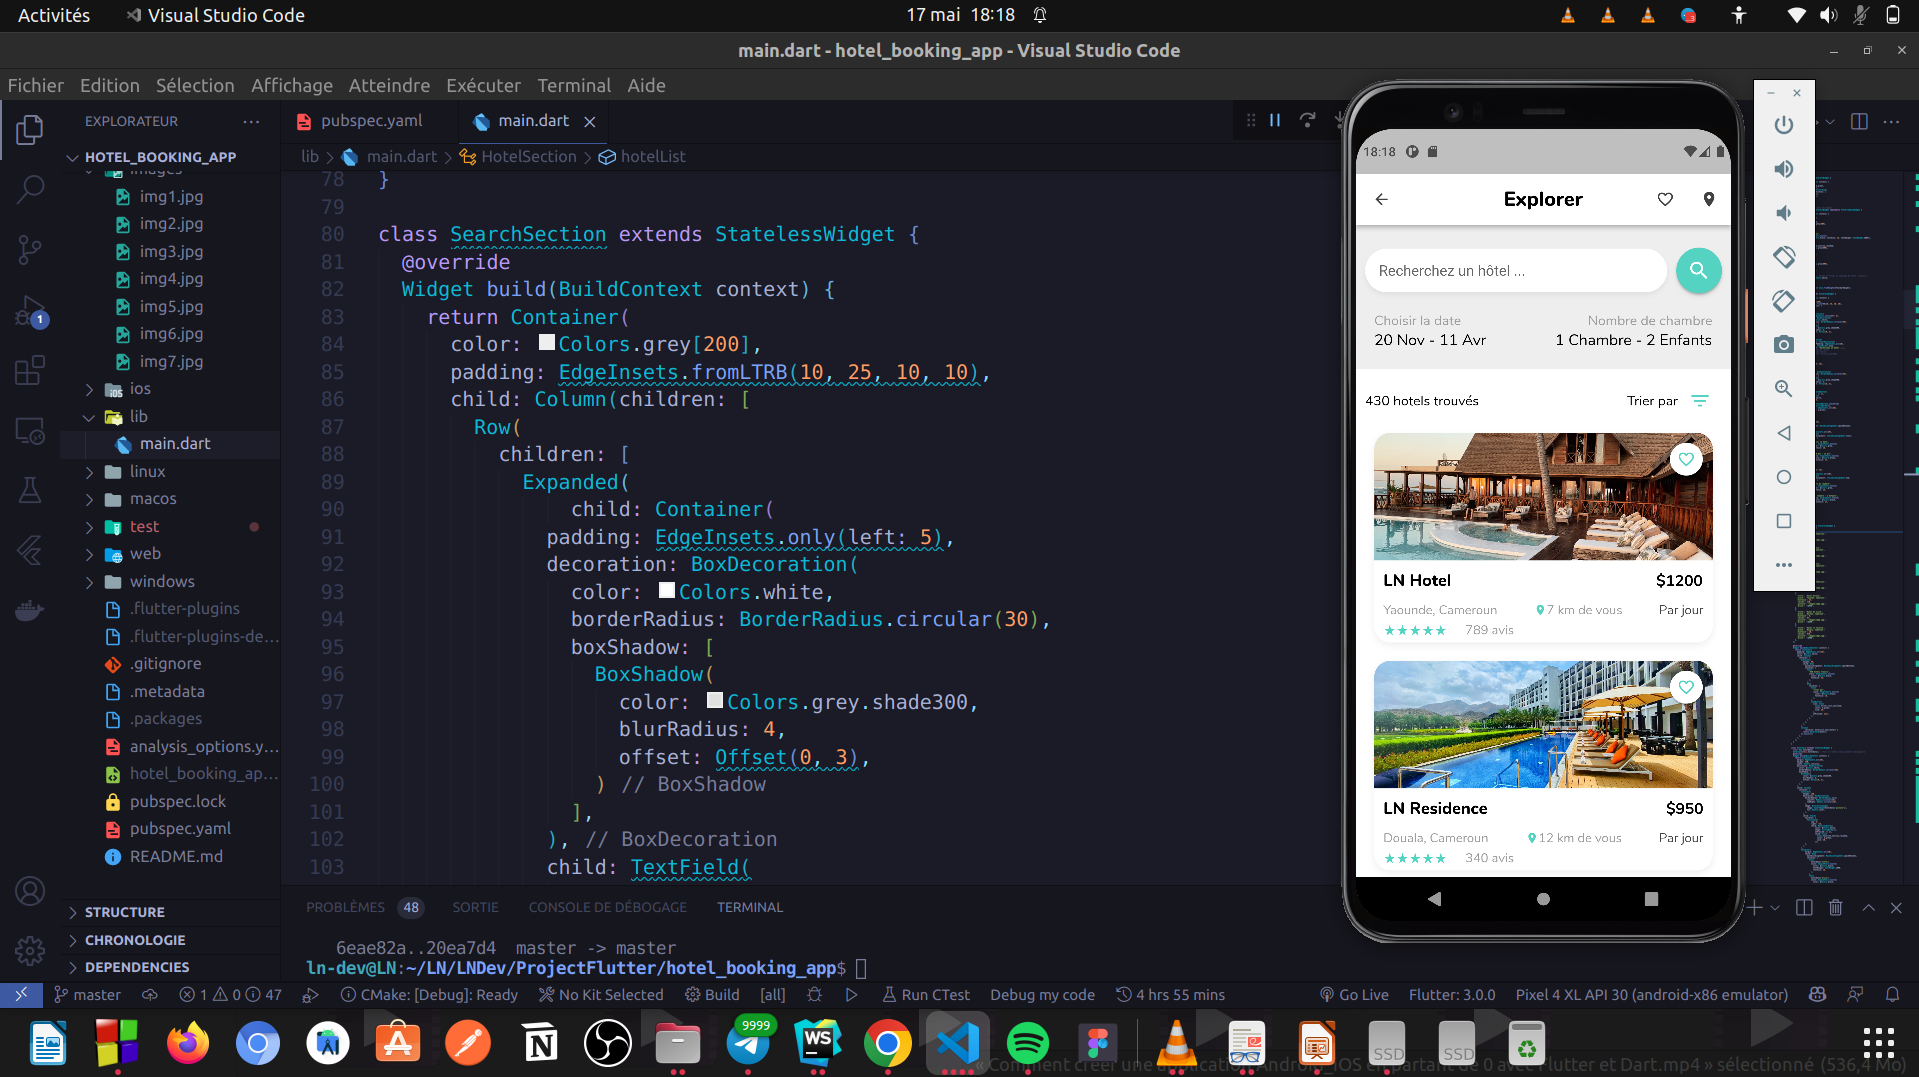 Activités
Visual Studio Code
17 mai 18:18
main.dart - hotel_booking_app - Visual Studio Code
Fichier Edition Sélection Affichage Atteindre Exécuter Terminal Aide
EXPLORATEUR
HOTEL_BOOKING_APP
images
img1.jpg
img2.jpg
img3.jpg
img4.jpg
img5.jpg
img6.jpg
img7.jpg
ios
lib
main.dart
linux
macos
test
web
windows
.flutter-plugins
.flutter-plugins-de...
.gitignore
.metadata
.packages
analysis_options.y...
hotel_booking_ap...
pubspec.lock
pubspec.yaml
README.md
STRUCTURE
CHRONOLOGIE
DEPENDENCIES
1
pubspec.yaml
main.dart
lib > main.dart > HotelSection > hotelList
78 }
79
80 class SearchSection extends StatelessWidget {
81 @override
82 Widget build(BuildContext context) {
83 return Container(
84 color: Colors.grey[200],
85 padding: EdgeInsets.fromLTRB(10, 25, 10, 10),
86 child: Column(children: [
87 Row(
88 children: [
89 Expanded(
90 child: Container(
91 padding: EdgeInsets.only(left: 5),
92 decoration: BoxDecoration(
93 color: Colors.white,
94 borderRadius: BorderRadius.circular(30),
95 boxShadow: [
96 BoxShadow(
97 color: Colors.grey.shade300,
98 blurRadius: 4,
99 offset: Offset(0, 3),
100 ) // BoxShadow
101 ],
102 ), // BoxDecoration
103 child: TextField(
PROBLÈMES 48 SORTIE CONSOLE DE DÉBOGAGE TERMINAL
6eae82a..20ea7d4 master -> master
ln-dev@LN:~/LN/LNDev/ProjectFlutter/hotel_booking_app$
18:18
Explorer
Recherchez un hôtel ...
Choisir la date
Nombre de chambre
20 Nov - 11 Avr
1 Chambre - 2 Enfants
430 hotels trouvés
Trier par
LN Hotel
$1200
Yaounde, Cameroun
7 km de vous
Par jour
789 avis
LN Residence
$950
Douala, Cameroun
12 km de vous
Par jour
340 avis
master
1 0 47
CMake: [Debug]: Ready
No Kit Selected
Build
[all]
Run CTest
Debug my code
4 hrs 55 mins
Go Live
Flutter: 3.0.0
Pixel 4 XL API 30 (android-x86 emulator)
9999
WS
SSD
SSD
« Comment créer une application Android_IOS en partant de 0 avec Flutter et Dart.mp4 » sélectionné (536,4 Mo)